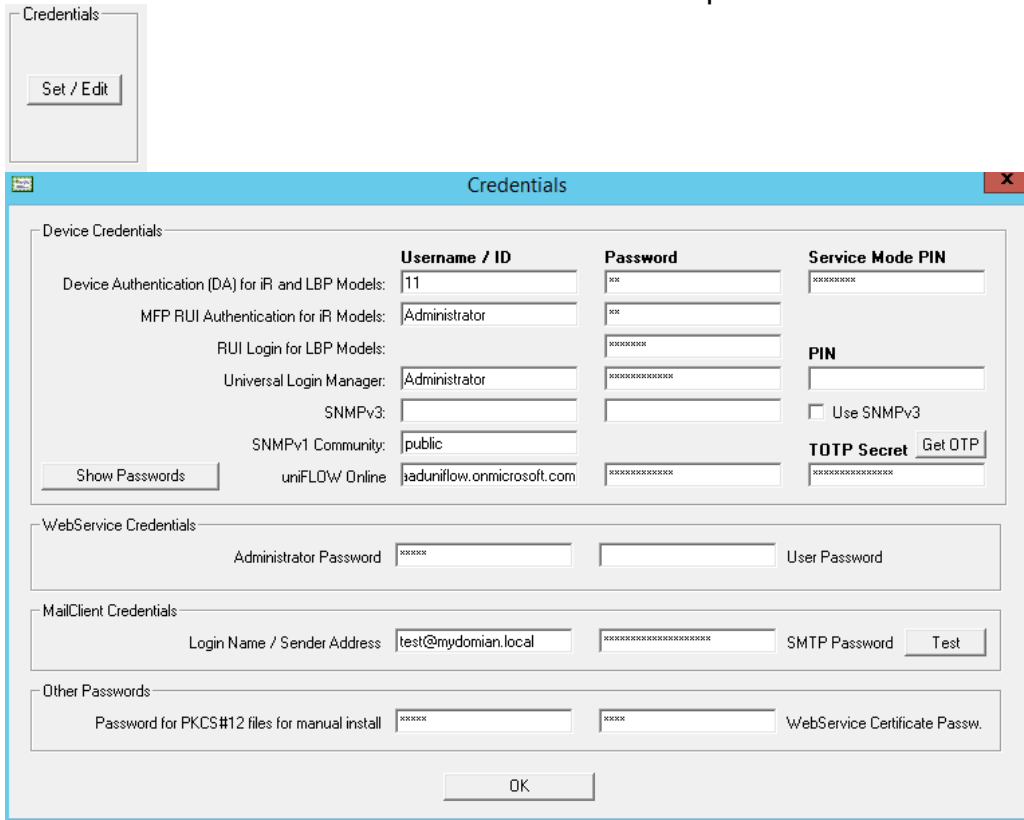 Credentials
Set / Edit
Credentials
x
Device Credentials
Username / ID Password Service Mode PIN
Device Authentication (DA) for iR and LBP Models: 11 ** ********
MFP RUI Authentication for iR Models: Administrator **
RUI Login for LBP Models: ******* PIN
Universal Login Manager: Administrator ************
SNMPv3: Use SNMPv3
SNMPv1 Community: public TOTP Secret Get OTP
Show Passwords uniFLOW Online aaduniflow.onmicrosoft.com ************ ***************
WebService Credentials
Administrator Password ***** User Password
MailClient Credentials
Login Name / Sender Address test@mydomian.local ******************* SMTP Password Test
Other Passwords
Password for PKCS#12 files for manual install ***** **** WebService Certificate Passw.
OK